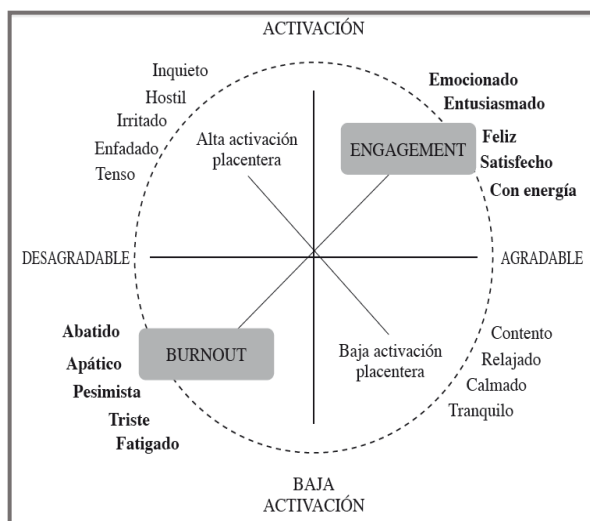 ACTIVACIÓN
Inquieto
Hostil
Irritado
Enfadado
Tenso
Emocionado
Entusiasmado
Feliz
Satisfecho
Con energía
Alta activación
placentera
ENGAGEMENT
DESAGRADABLE
AGRADABLE
Abatido
Apático
Pesimista
Triste
Fatigado
BURNOUT
Baja activación
placentera
Contento
Relajado
Calmado
Tranquilo
BAJA
ACTIVACIÓN